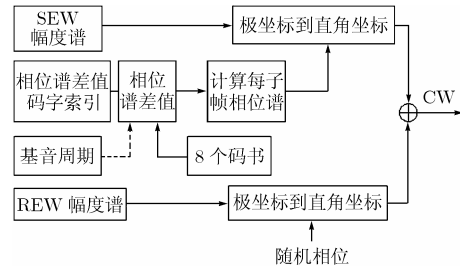 SEW
幅度谱
极坐标到直角坐标
相位谱差值
码字索引
相位
谱差值
计算每子
帧相位谱
CW
基音周期
8 个码书
REW 幅度谱
极坐标到直角坐标
随机相位